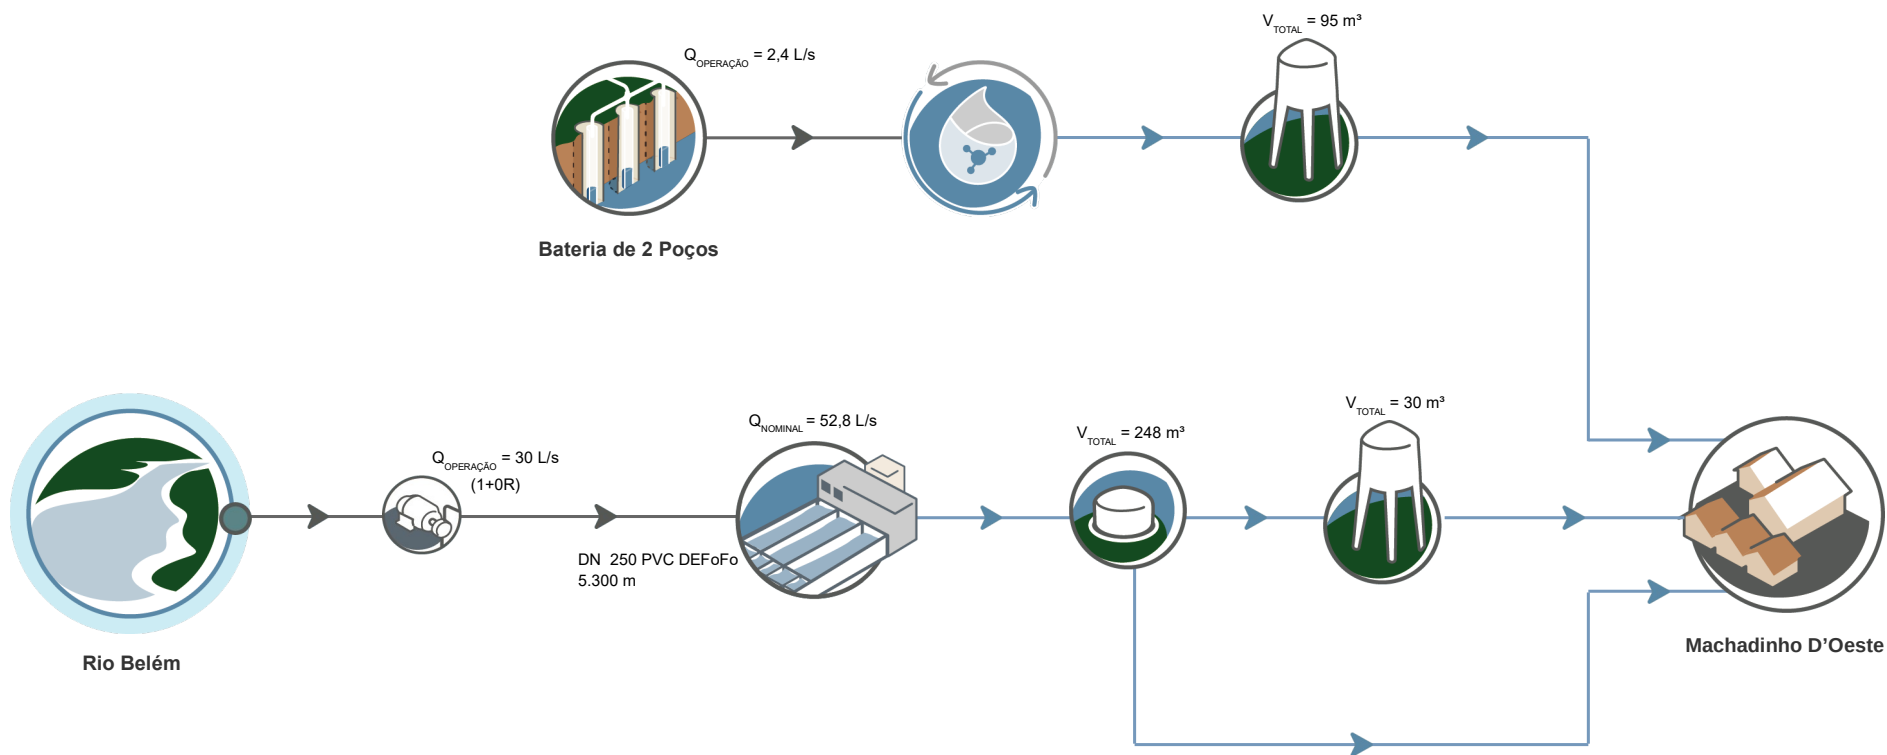 V TOTAL = 95 m³
Q OPERAÇÃO = 2,4 L/s
Bateria de 2 Poços
V TOTAL = 30 m³
Q NOMINAL = 52,8 L/s
V TOTAL = 248 m³
Q OPERAÇÃO = 30 L/s
(1+0R)
DN 250 PVC DEFoFo
5.300 m
Rio Belém
Machadinho D’Oeste